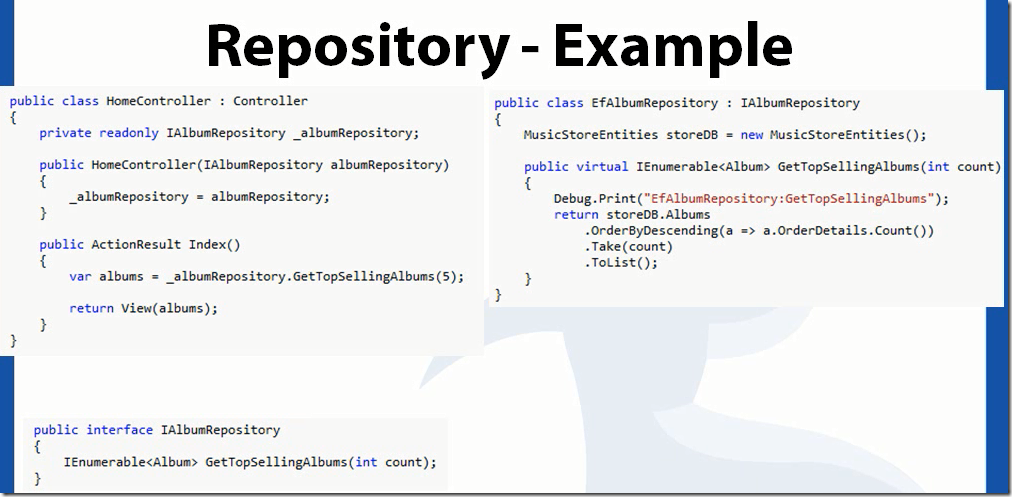 Repository - Example
public class HomeController : Controller
{
    private readonly IAlbumRepository _albumRepository;

    public HomeController(IAlbumRepository albumRepository)
    {
        _albumRepository = albumRepository;
    }

    public ActionResult Index()
    {
        var albums = _albumRepository.GetTopSellingAlbums(5);

        return View(albums);
    }
}
public class EfAlbumRepository : IAlbumRepository
{
    MusicStoreEntities storeDB = new MusicStoreEntities();

    public virtual IEnumerable<Album> GetTopSellingAlbums(int count)
    {
        Debug.Print("EfAlbumRepository:GetTopSellingAlbums");
        return storeDB.Albums
            .OrderByDescending(a => a.OrderDetails.Count())
            .Take(count)
            .ToList();
    }
}
public interface IAlbumRepository
{
    IEnumerable<Album> GetTopSellingAlbums(int count);
}